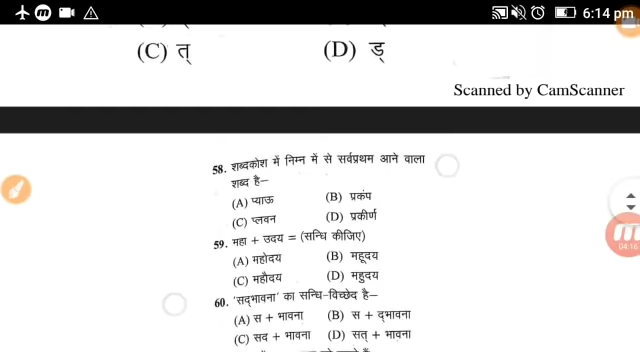 6:14 pm
(C) त् (D) ड्
Scanned by CamScanner
58. शब्दकोश में निम्न में से सर्वप्रथम आने वाला
शब्द है–
(A) प्याऊ (B) प्रकंप
(C) प्लवन (D) प्रकीर्ण
59. महा + उदय = (सन्धि कीजिए)
(A) महोदय (B) महूदय
(C) महौदय (D) महुदय
04:16
60. 'सद्भावना' का सन्धि-विच्छेद है–
(A) स + भावना (B) स + द्भावना
(C) सद + भावना (D) सत् + भावना